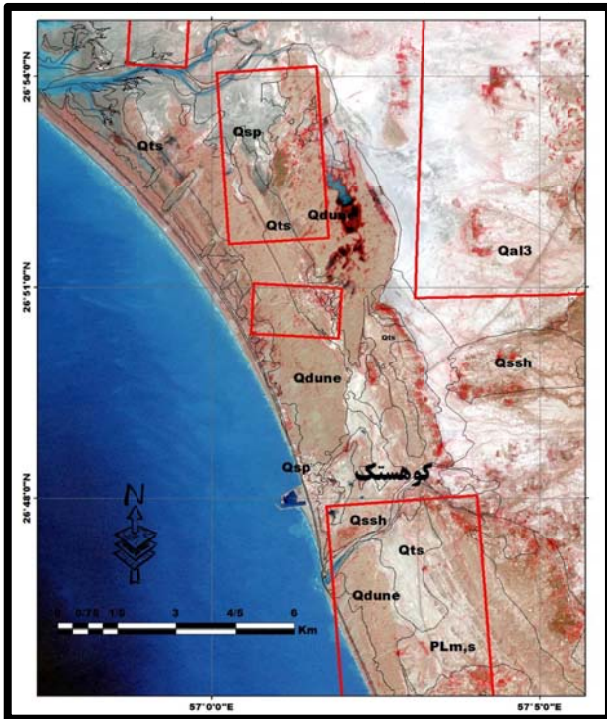 26°54'0"N
Qts
Qsp
Qts
Qdune
Qal3
26°51'0"N
Qts
Qssh
Qdune
Qsp
کوهستک
26°48'0"N
N
Qssh
Qts
Qdune
0 0/75 1/5 3 4/5 6
Km
PLm,s
57°0'0"E 57°5'0"E